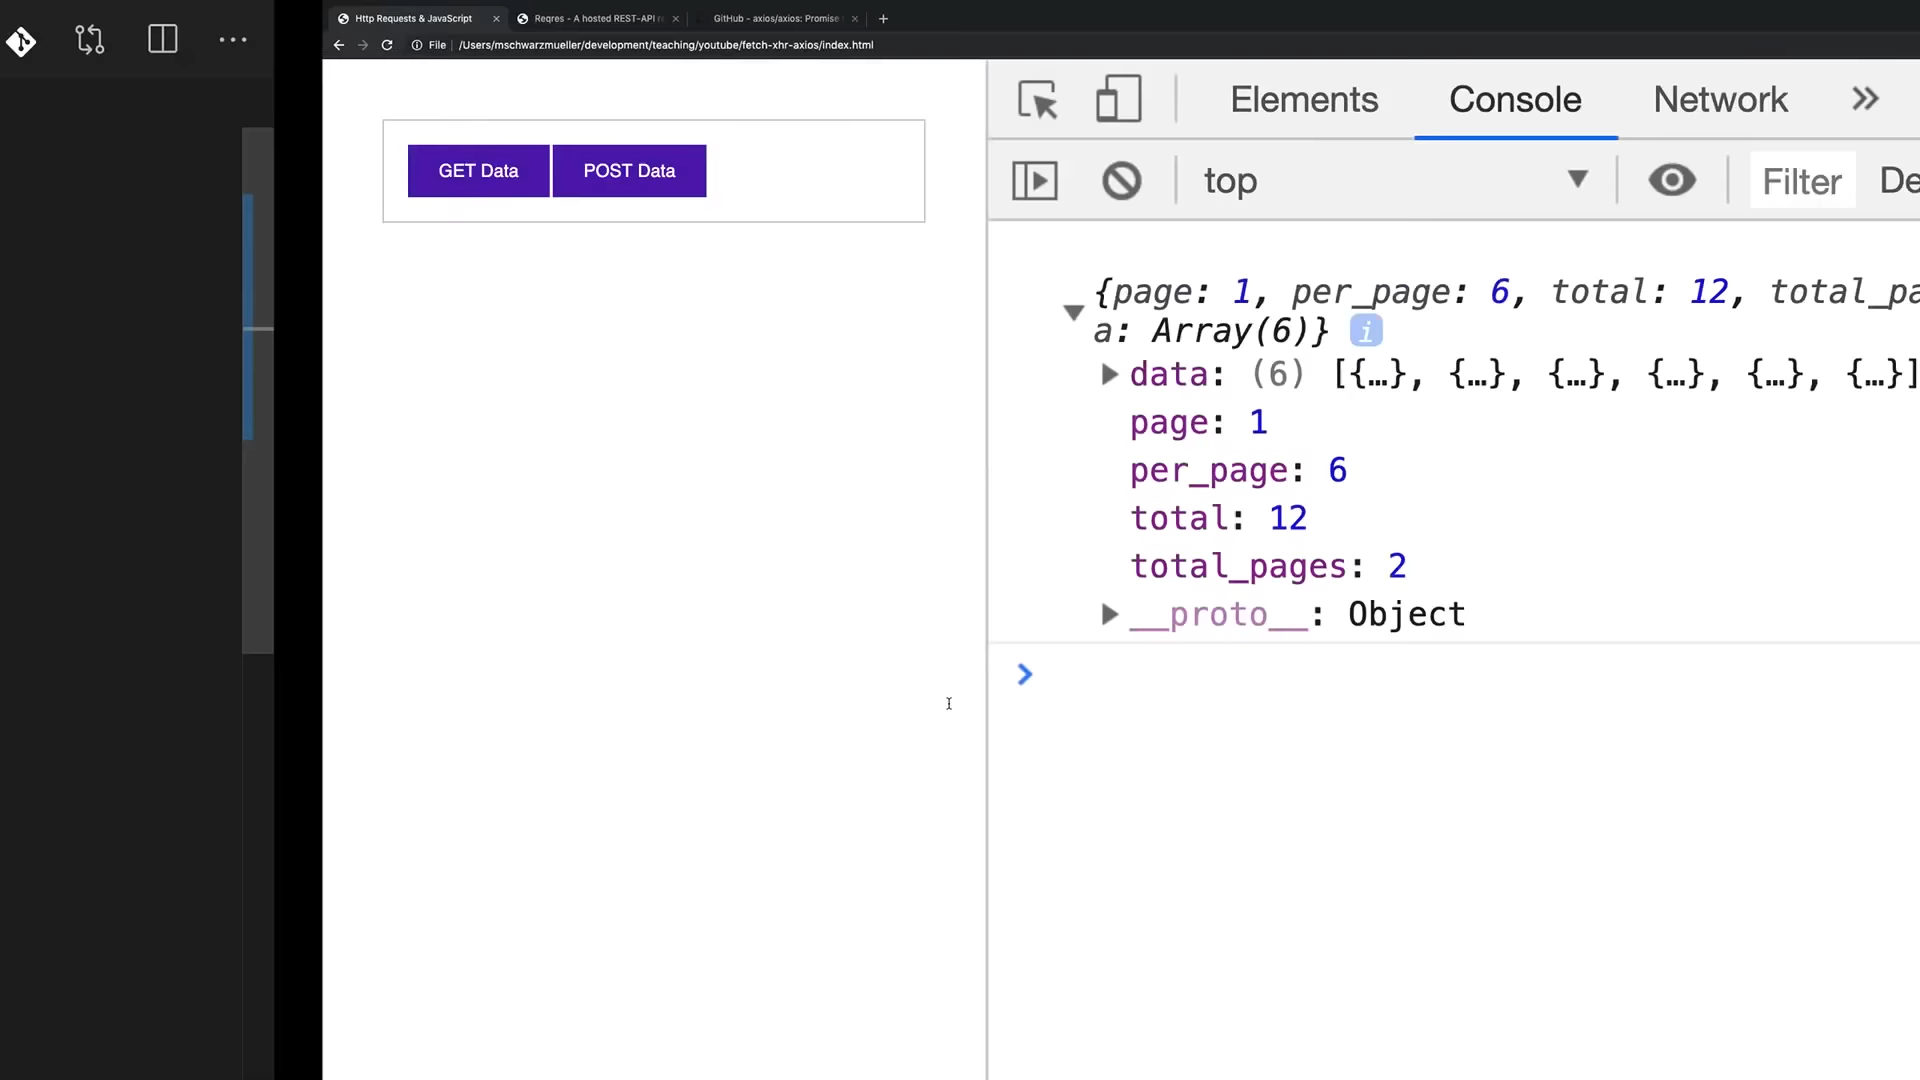 Http Requests & JavaScript
Reqres - A hosted REST-API r
GitHub - axios/axios: Promise
File
/Users/mschwarzmueller/development/teaching/youtube/fetch-xhr-axios/index.html
GET Data
POST Data
Elements
Console
Network
top
Filter
De
{page: 1, per_page: 6, total: 12, total_pa
a: Array(6)}
data: (6) [{…}, {…}, {…}, {…}, {…}, {…}]
page: 1
per_page: 6
total: 12
total_pages: 2
__proto__: Object